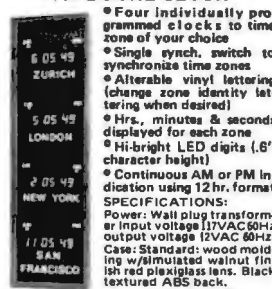 6 05 49
ZURICH
5 05 49
LONDON
2 05 49
NEW YORK
11 05 49
SAN
FRANCISCO
• Four individually pro-
grammed clocks to time
zone of your choice
• Single synch. switch to
synchronize time zones
• Alterable vinyl lettering
(change zone identity let-
tering when desired)
• Hrs., minutes & seconds
displayed for each zone
• Hi-bright LED digits (.6"
character height)
• Continuous AM or PM in-
dication using 12 hr. format
SPECIFICATIONS:
Power: Wall plug transform-
er input voltage 117VAC 60Hz
output voltage 12VAC 60Hz
Case: Standard: wood mold-
ing w/simulated walnut fin-
ish red plexiglass lens. Black
textured ABS back.